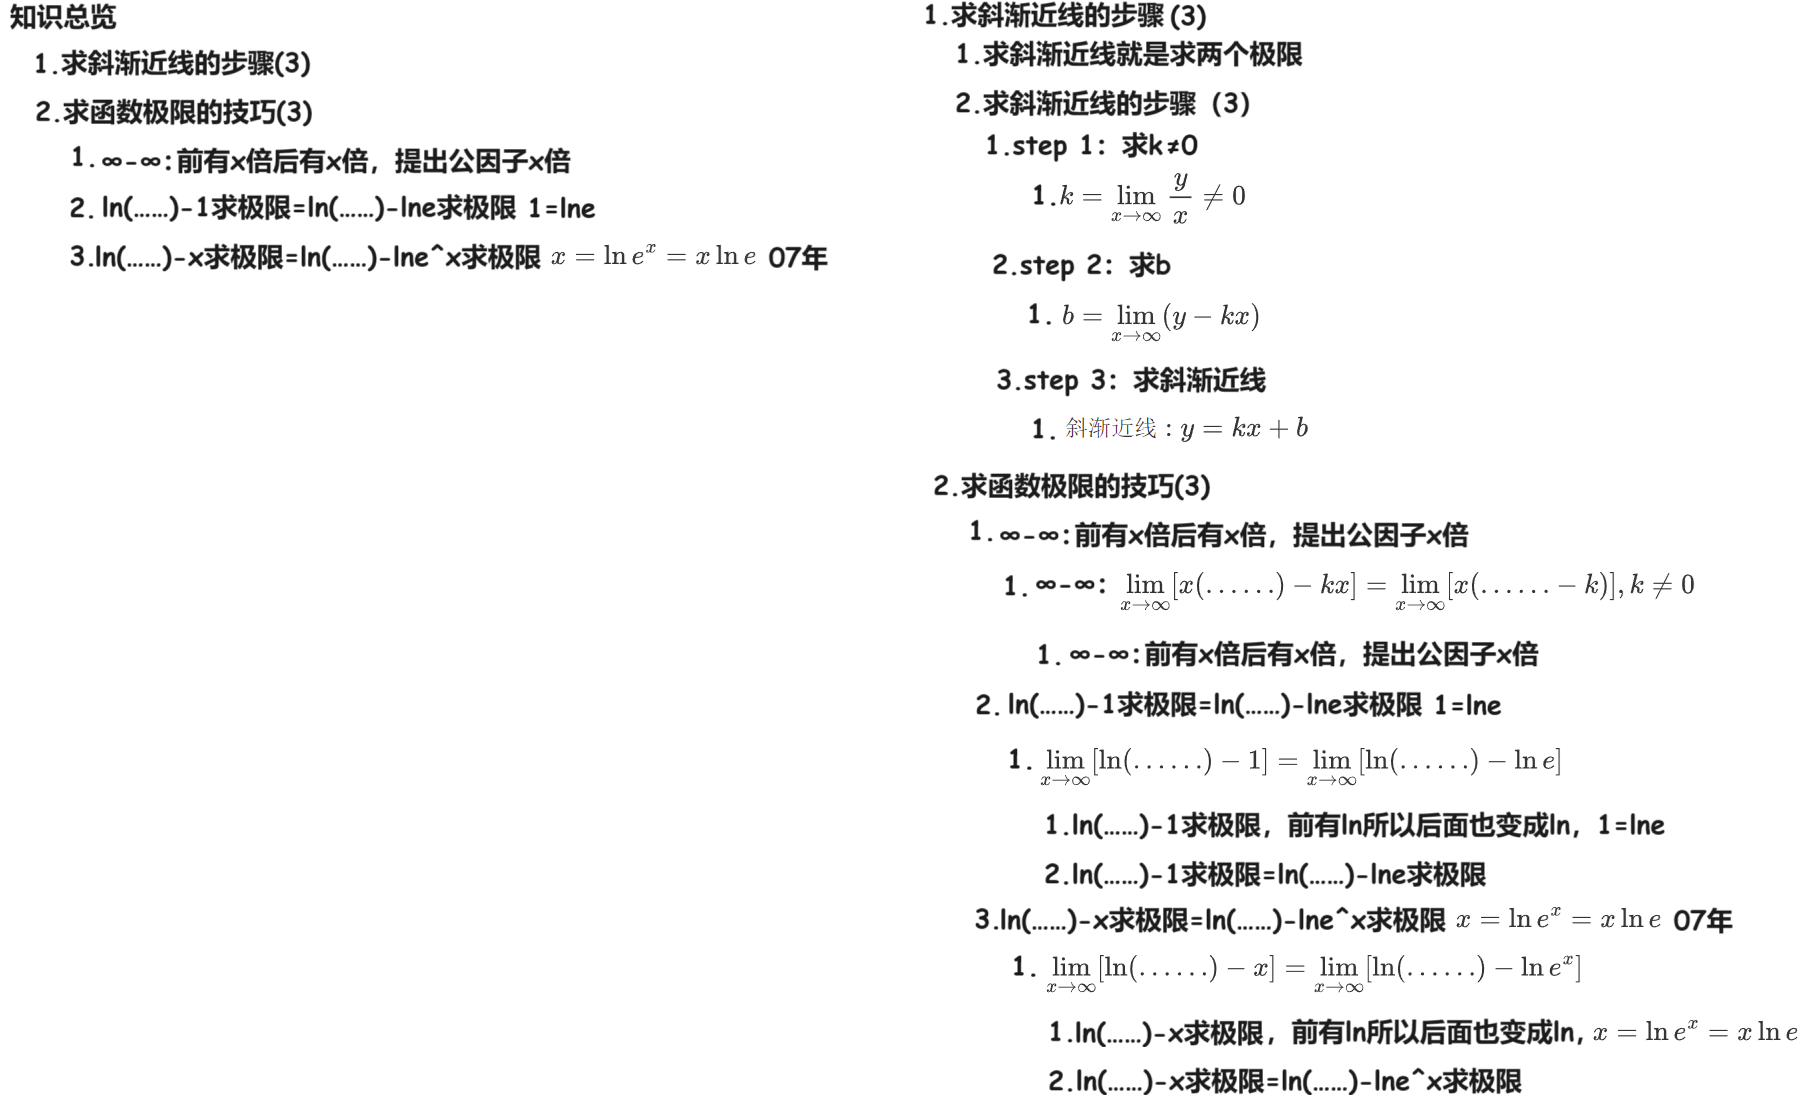 知识总览
1.求斜渐近线的步骤(3)
2.求函数极限的技巧(3)
1.∞-∞:前有x倍后有x倍，提出公因子x倍
2. ln(……)-1求极限=ln(……)-lne求极限 1=lne
3.ln(……)-x求极限=ln(……)-lne^x求极限 $x = \ln e^x = x \ln e$ 07年
1.求斜渐近线的步骤(3)
1.求斜渐近线就是求两个极限
2.求斜渐近线的步骤（3）
1.step 1：求k≠0
1. $k = \lim_{x \to \infty} \frac{y}{x} \neq 0$
2.step 2：求b
1. $b = \lim_{x \to \infty} (y - kx)$
3.step 3：求斜渐近线
1. 斜渐近线 : $y = kx + b$
2.求函数极限的技巧(3)
1.∞-∞:前有x倍后有x倍，提出公因子x倍
1.∞-∞： $\lim_{x \to \infty} [x(......) - kx] = \lim_{x \to \infty} [x(...... - k)], k \neq 0$
1.∞-∞:前有x倍后有x倍，提出公因子x倍
2. ln(……)-1求极限=ln(……)-lne求极限 1=lne
1. $\lim_{x \to \infty} [\ln(......) - 1] = \lim_{x \to \infty} [\ln(......) - \ln e]$
1.ln(……)-1求极限，前有ln所以后面也变成ln，1=lne
2.ln(……)-1求极限=ln(……)-lne求极限
3.ln(……)-x求极限=ln(……)-lne^x求极限 $x = \ln e^x = x \ln e$ 07年
1. $\lim_{x \to \infty} [\ln(......) - x] = \lim_{x \to \infty} [\ln(......) - \ln e^x]$
1.ln(……)-x求极限，前有ln所以后面也变成ln, $x = \ln e^x = x \ln e$
2.ln(……)-x求极限=ln(……)-lne^x求极限